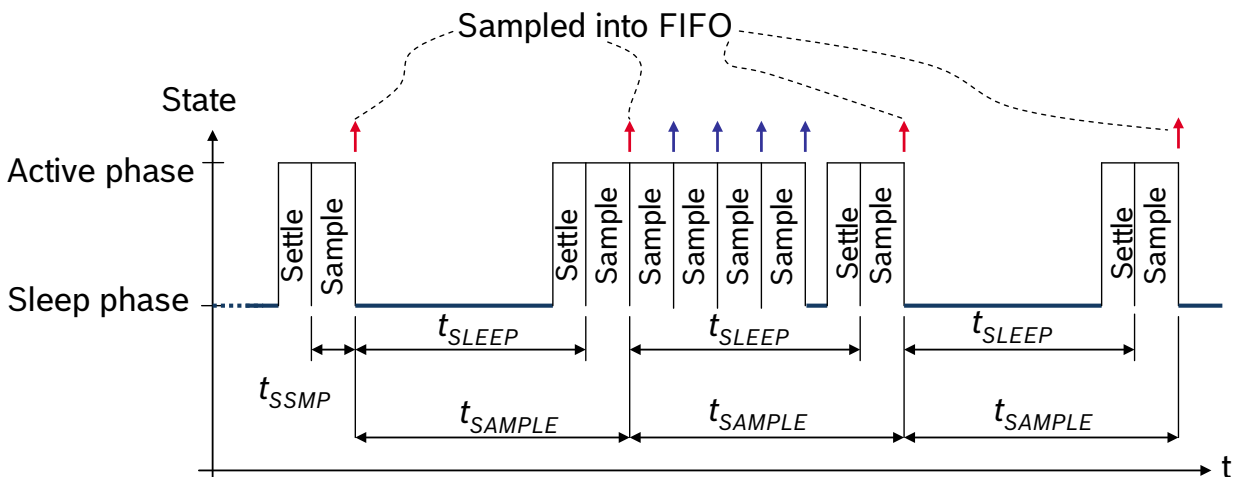 Sampled into FIFO
State
Active phase
Settle
Sample
Settle
Sample
Sample
Sample
Sample
Sample
Settle
Sample
Settle
Sample
Sleep phase
tSLEEP
tSLEEP
tSLEEP
tSSMP
tSAMPLE
tSAMPLE
tSAMPLE
t